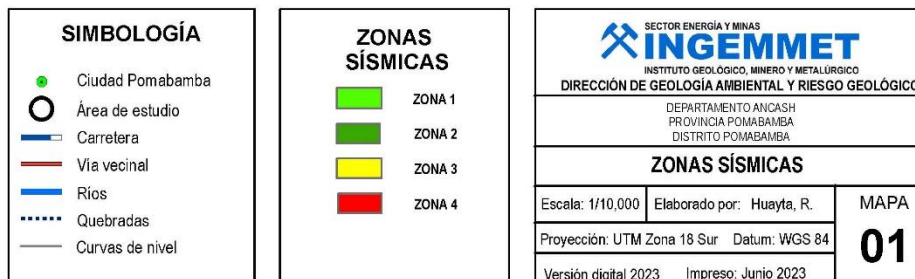 SIMBOLOGÍA
Ciudad Pomabamba
Área de estudio
Carretera
Vía vecinal
Ríos
Quebradas
Curvas de nivel
ZONAS
SÍSMICAS
ZONA 1
ZONA 2
ZONA 3
ZONA 4
SECTOR ENERGÍA Y MINAS
INGEMMET
INSTITUTO GEOLÓGICO, MINERO Y METALÚRGICO
DIRECCIÓN DE GEOLOGÍA AMBIENTAL Y RIESGO GEOLÓGICO
DEPARTAMENTO ANCASH
PROVINCIA POMABAMBA
DISTRITO POMABAMBA
ZONAS SÍSMICAS
Escala: 1/10,000 Elaborado por: Huayta, R.
Proyección: UTM Zona 18 Sur Datum: WGS 84
Versión digital 2023 Impreso: Junio 2023
MAPA
01